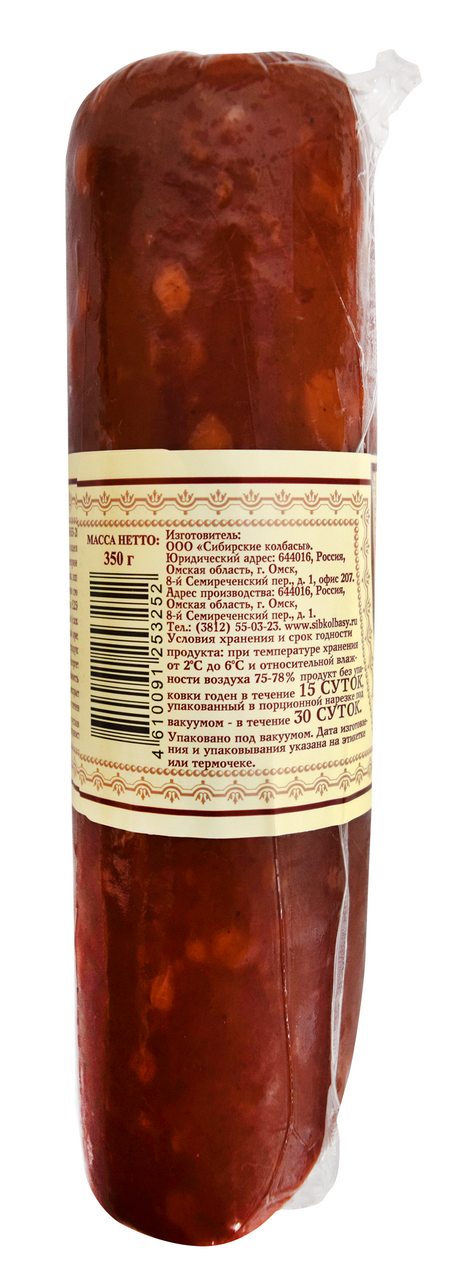 МАССА НЕТТО:
350 г
4 610091 253252
Изготовитель:
ООО «Сибирские колбасы».
Юридический адрес: 644016, Россия,
Омская область, г. Омск,
8-й Семиреченский пер., д. 1, офис 207.
Адрес производства: 644016, Россия,
Омская область, г. Омск,
8-й Семиреченский пер., д. 1.
Тел.: (3812) 55-03-23. www.sibkolbasy.ru
Условия хранения и срок годности
продукта: при температуре хранения
от 2°С до 6°С и относительной влаж-
ности воздуха 75-78% продукт без упа-
ковки годен в течение 15 СУТОК,
упакованный в порционной нарезке под
вакуумом - в течение 30 СУТОК.
Упаковано под вакуумом. Дата изготовле-
ния и упаковывания указана на этикетке
или термочеке.